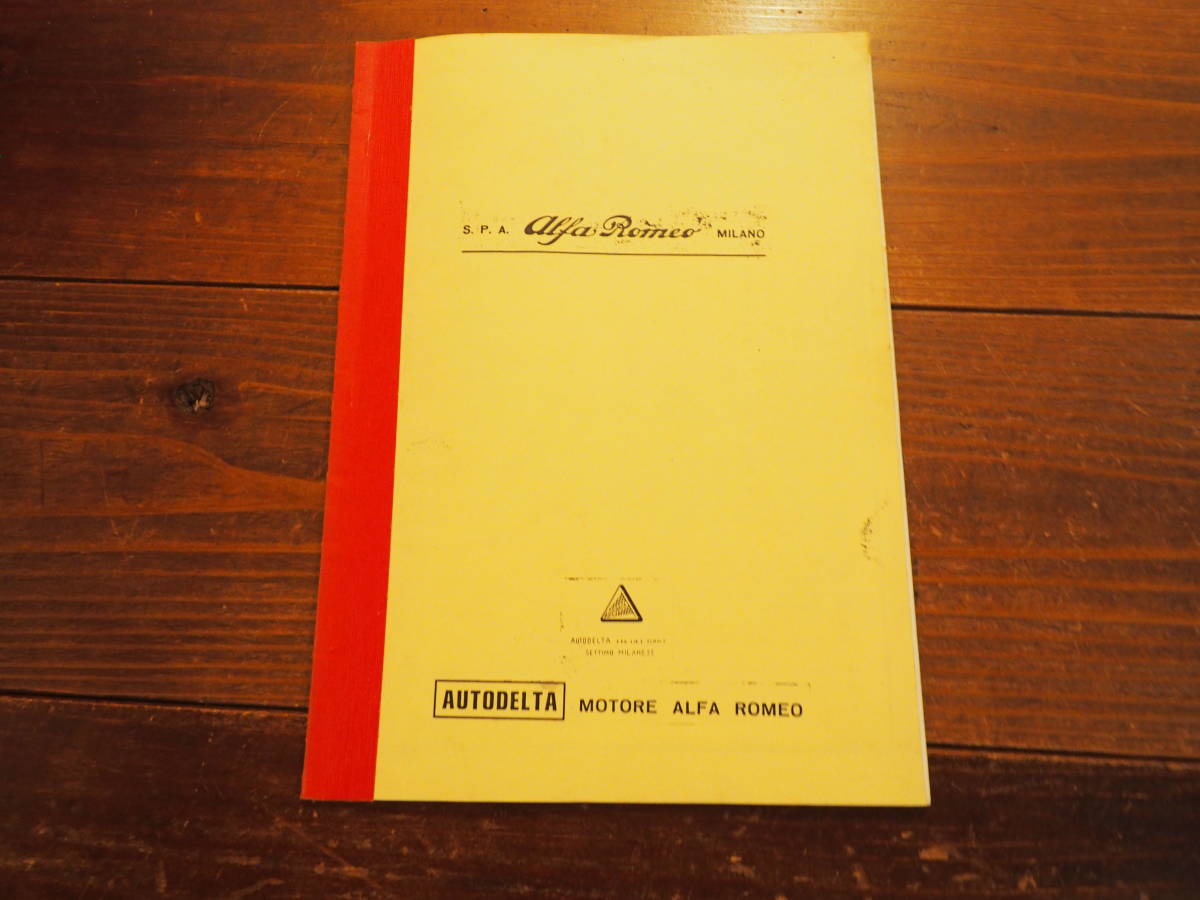 S. P. A. Alfa Romeo MILANO
AUTODELTA
SETTIMO MILANESE
AUTODELTA MOTORE ALFA ROMEO